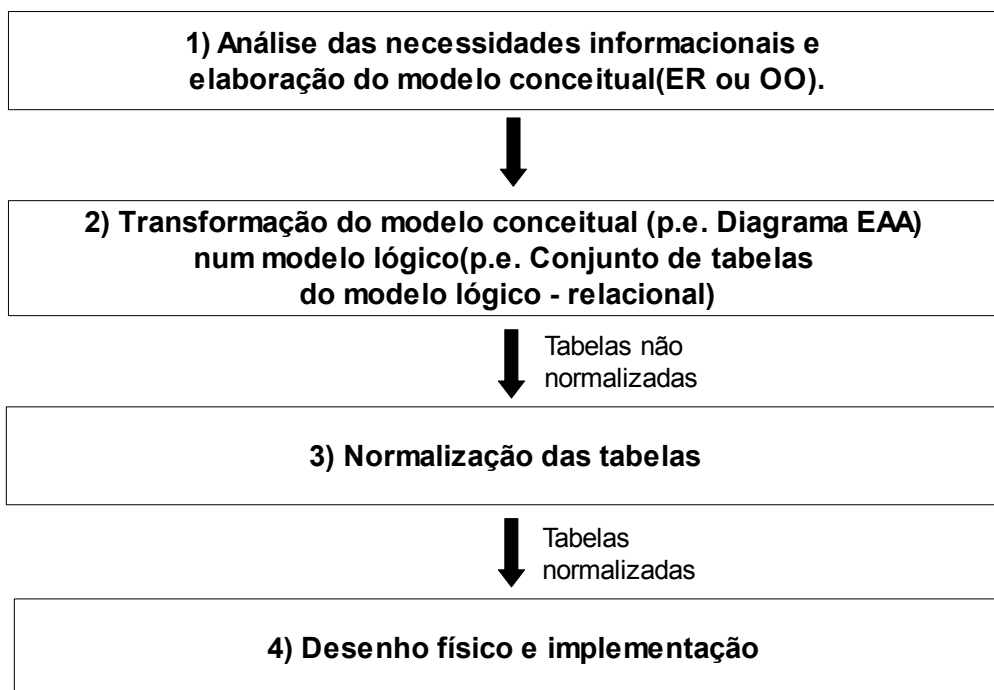 1) Análise das necessidades informacionais e
elaboração do modelo conceitual(ER ou OO).
2) Transformação do modelo conceitual (p.e. Diagrama EAA)
num modelo lógico(p.e. Conjunto de tabelas
do modelo lógico - relacional)
Tabelas não
normalizadas
3) Normalização das tabelas
Tabelas
normalizadas
4) Desenho físico e implementação